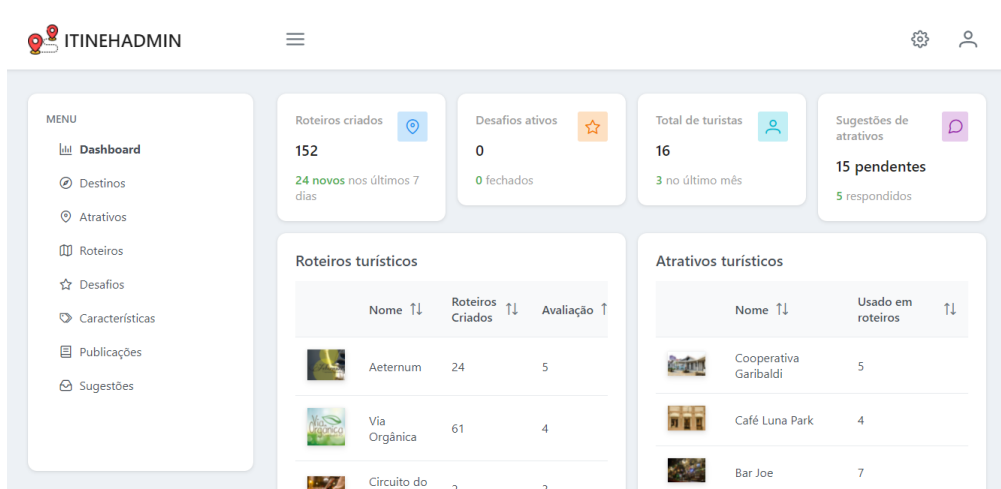 ITINEHADMIN
MENU
Dashboard
Destinos
Atrativos
Roteiros
Desafios
Características
Publicações
Sugestões
Roteiros criados
152
24 novos nos últimos 7
dias
Desafios ativos
0
0 fechados
Total de turistas
16
3 no último mês
Sugestões de
atrativos
15 pendentes
5 respondidos
Roteiros turísticos
Nome
Roteiros
Criados
Avaliação
Aeternum
24
5
Via
Orgânica
61
4
Circuito do
Atrativos turísticos
Nome
Usado em
roteiros
Cooperativa
Garibaldi
5
Café Luna Park
4
Bar Joe
7